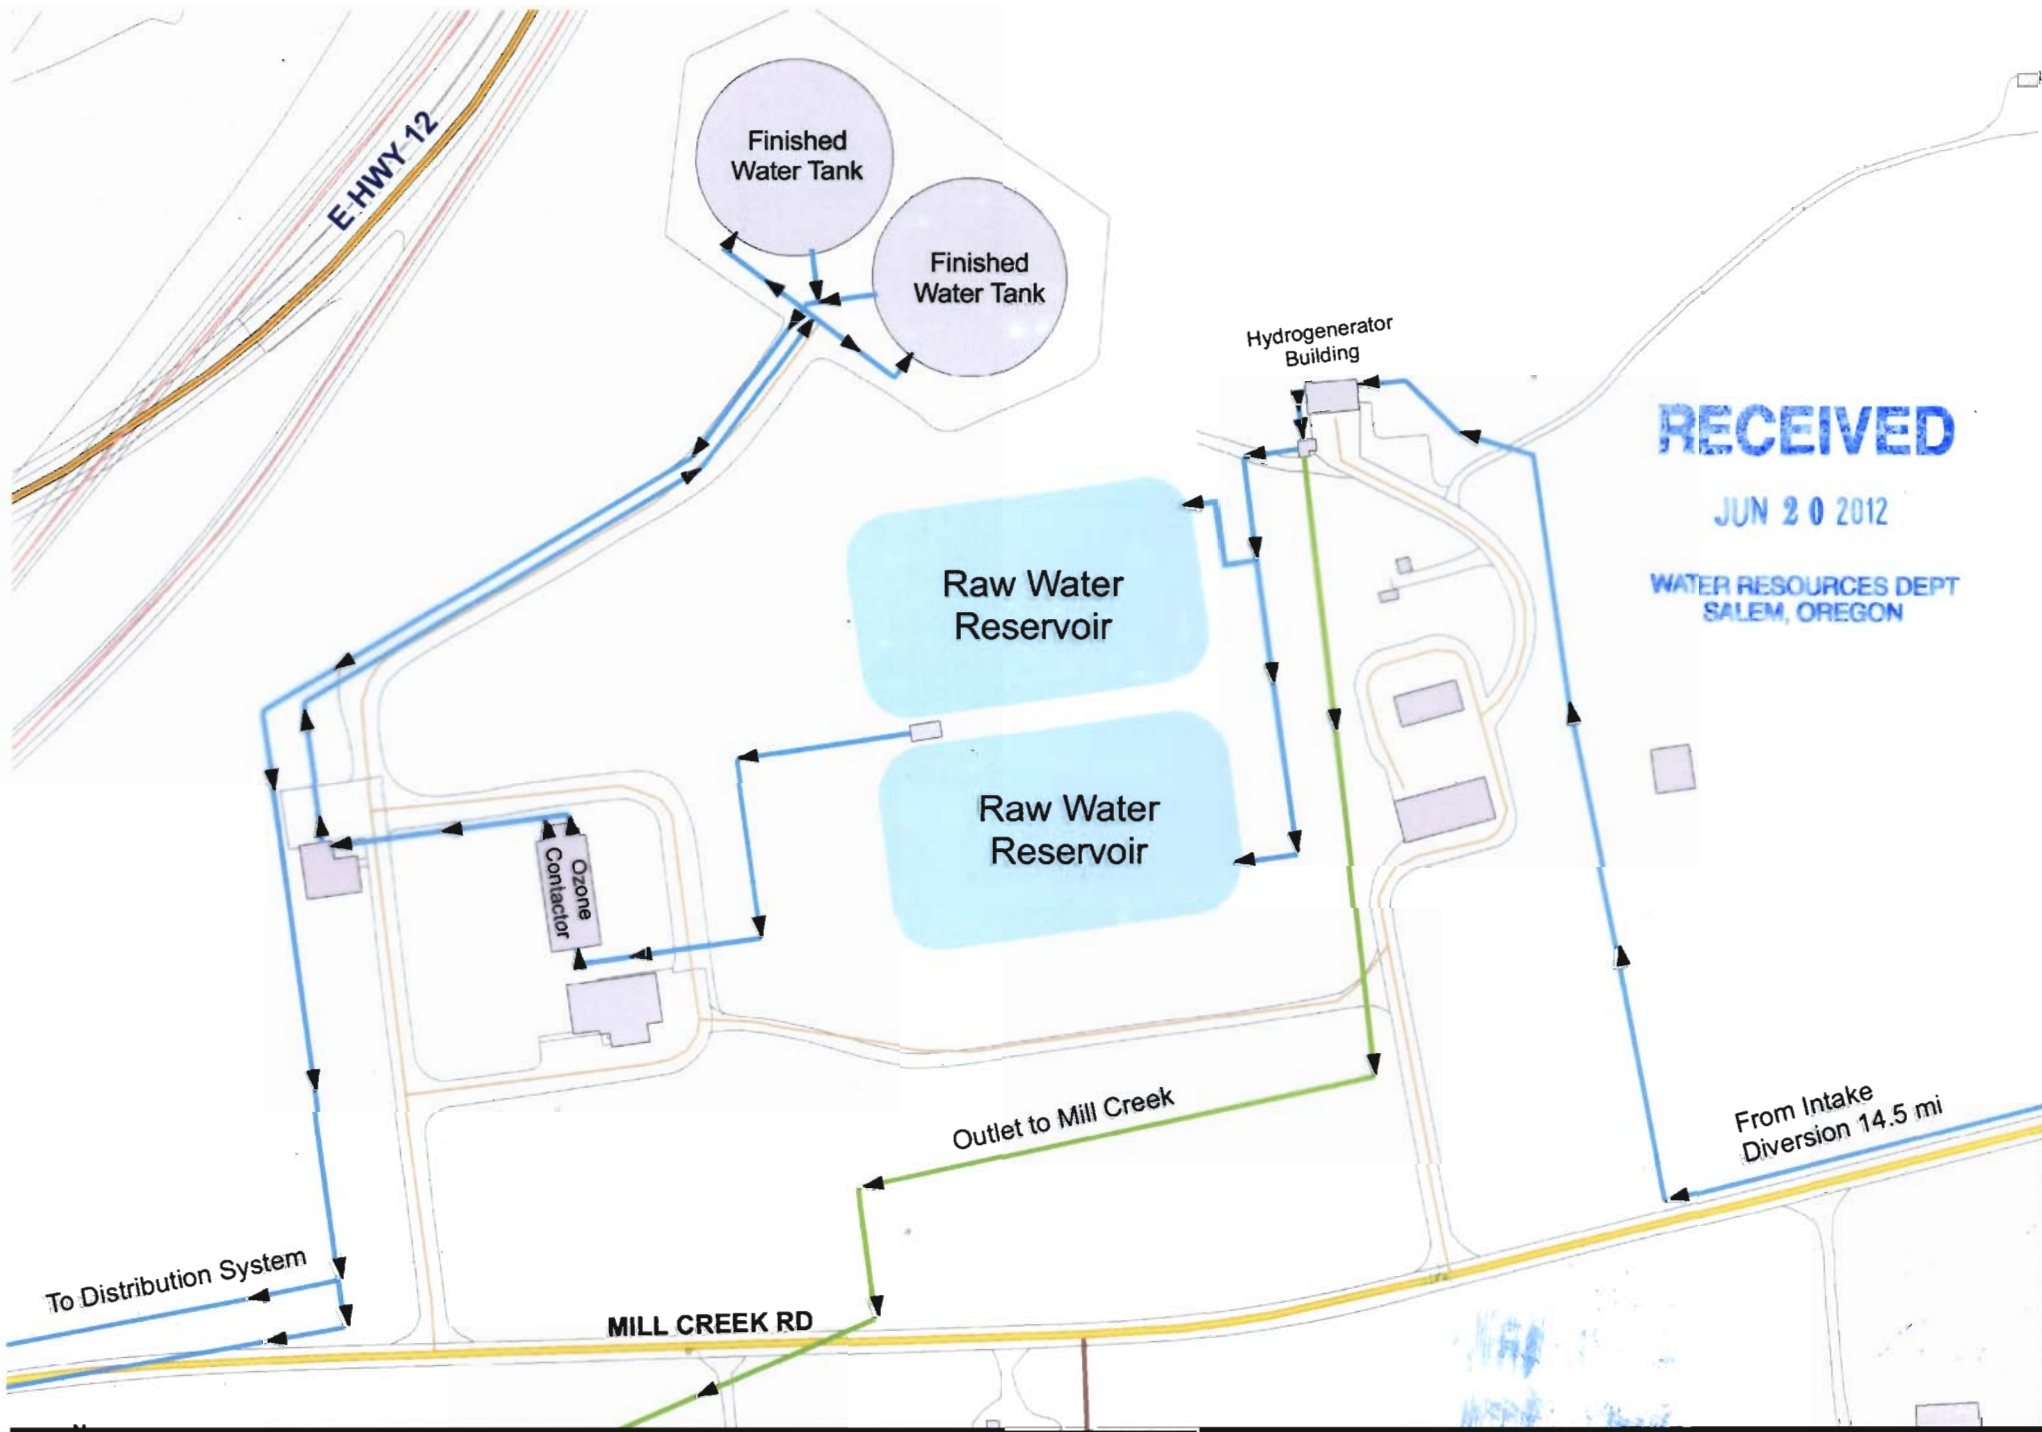 E HWY 12
Finished
Water Tank
Finished
Water Tank
Hydrogenerator
Building
RECEIVED
JUN 20 2012
WATER RESOURCES DEPT
SALEM, OREGON
Raw Water
Reservoir
Raw Water
Reservoir
Ozone
Contactor
From Intake
Diversion 14.5 mi
Outlet to Mill Creek
To Distribution System
MILL CREEK RD